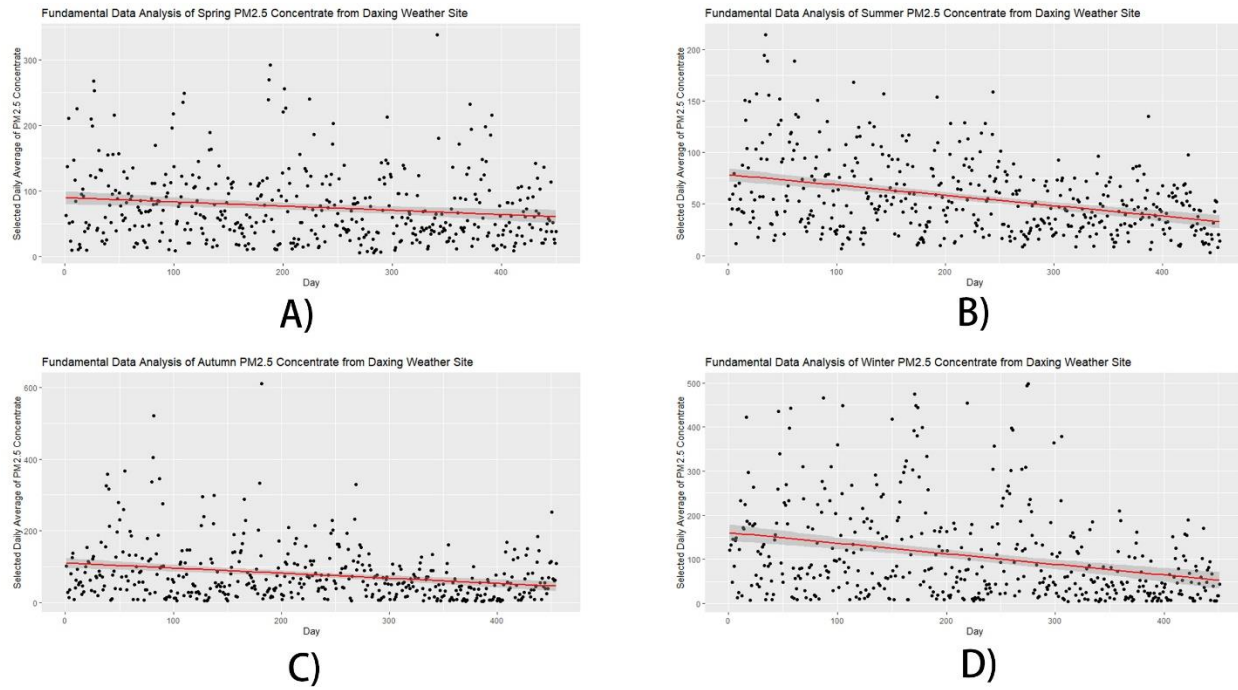 Fundamental Data Analysis of Spring PM2.5 Concentrate from Daxing Weather Site
Selected Daily Average of PM2.5 Concentrate
300
200
100
0
0 100 200 300 400
Day
A)
Fundamental Data Analysis of Summer PM2.5 Concentrate from Daxing Weather Site
Selected Daily Average of PM2.5 Concentrate
200
150
100
50
0
0 100 200 300 400
Day
B)
Fundamental Data Analysis of Autumn PM2.5 Concentrate from Daxing Weather Site
Selected Daily Average of PM2.5 Concentrate
600
400
200
0
0 100 200 300 400
Day
C)
Fundamental Data Analysis of Winter PM2.5 Concentrate from Daxing Weather Site
Selected Daily Average of PM2.5 Concentrate
500
400
300
200
100
0
0 100 200 300 400
Day
D)